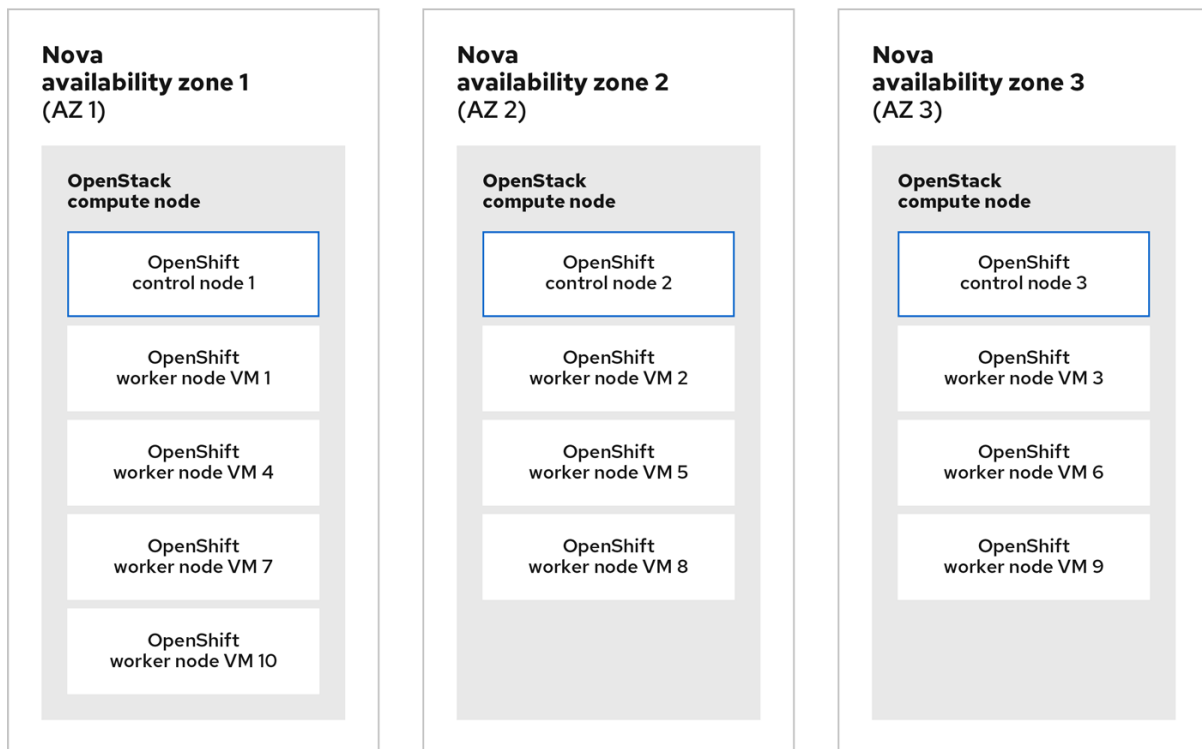 Nova
availability zone 1
(AZ 1)
OpenStack
compute node
OpenShift
control node 1
OpenShift
worker node VM 1
OpenShift
worker node VM 4
OpenShift
worker node VM 7
OpenShift
worker node VM 10
Nova
availability zone 2
(AZ 2)
OpenStack
compute node
OpenShift
control node 2
OpenShift
worker node VM 2
OpenShift
worker node VM 5
OpenShift
worker node VM 8
Nova
availability zone 3
(AZ 3)
OpenStack
compute node
OpenShift
control node 3
OpenShift
worker node VM 3
OpenShift
worker node VM 6
OpenShift
worker node VM 9